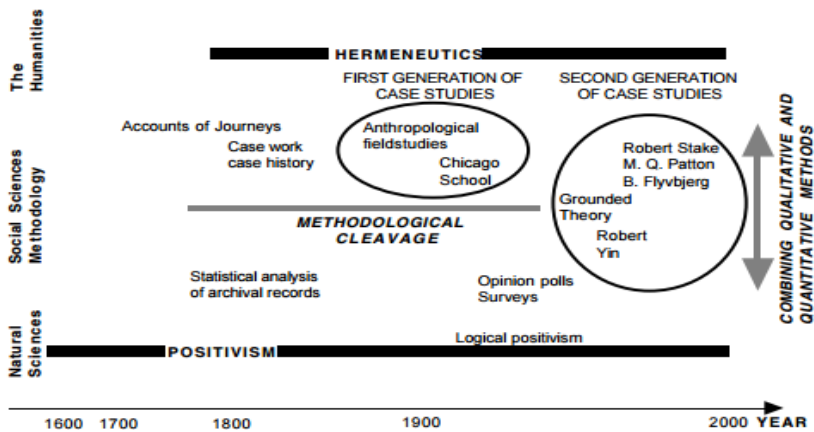 The
Humanities
HERMENEUTICS
FIRST GENERATION OF
CASE STUDIES
SECOND GENERATION
OF CASE STUDIES
Social Sciences
Methodology
Accounts of Journeys
Case work
case history
Anthropological
fieldstudies
Chicago
School
Robert Stake
M. Q. Patton
B. Flyvbjerg
Grounded
Theory
Robert
Yin
METHODOLOGICAL
CLEAVAGE
Statistical analysis
of archival records
Opinion polls
Surveys
COMBINING QUALITATIVE AND
QUANTITATIVE METHODS
Natural
Sciences
Logical positivism
POSITIVISM
1600 1700 1800 1900 2000 YEAR